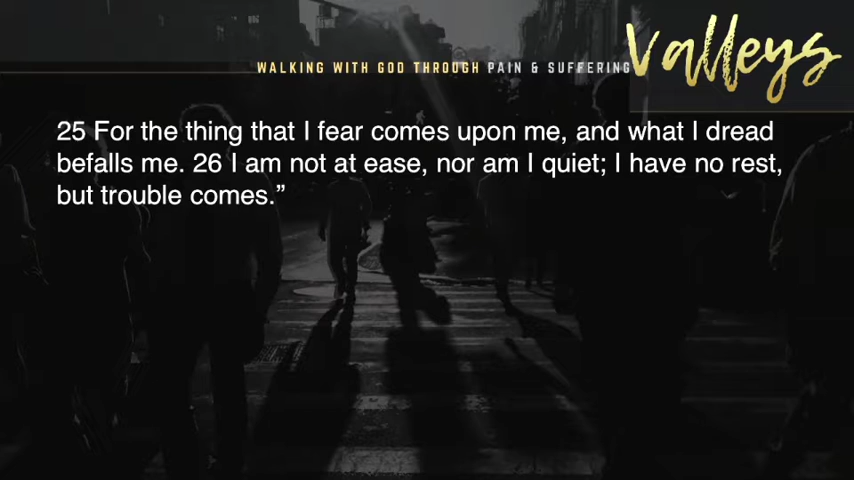 Valleys
WALKING WITH GOD THROUGH PAIN & SUFFERING
25 For the thing that I fear comes upon me, and what I dread
befalls me. 26 I am not at ease, nor am I quiet; I have no rest,
but trouble comes.”